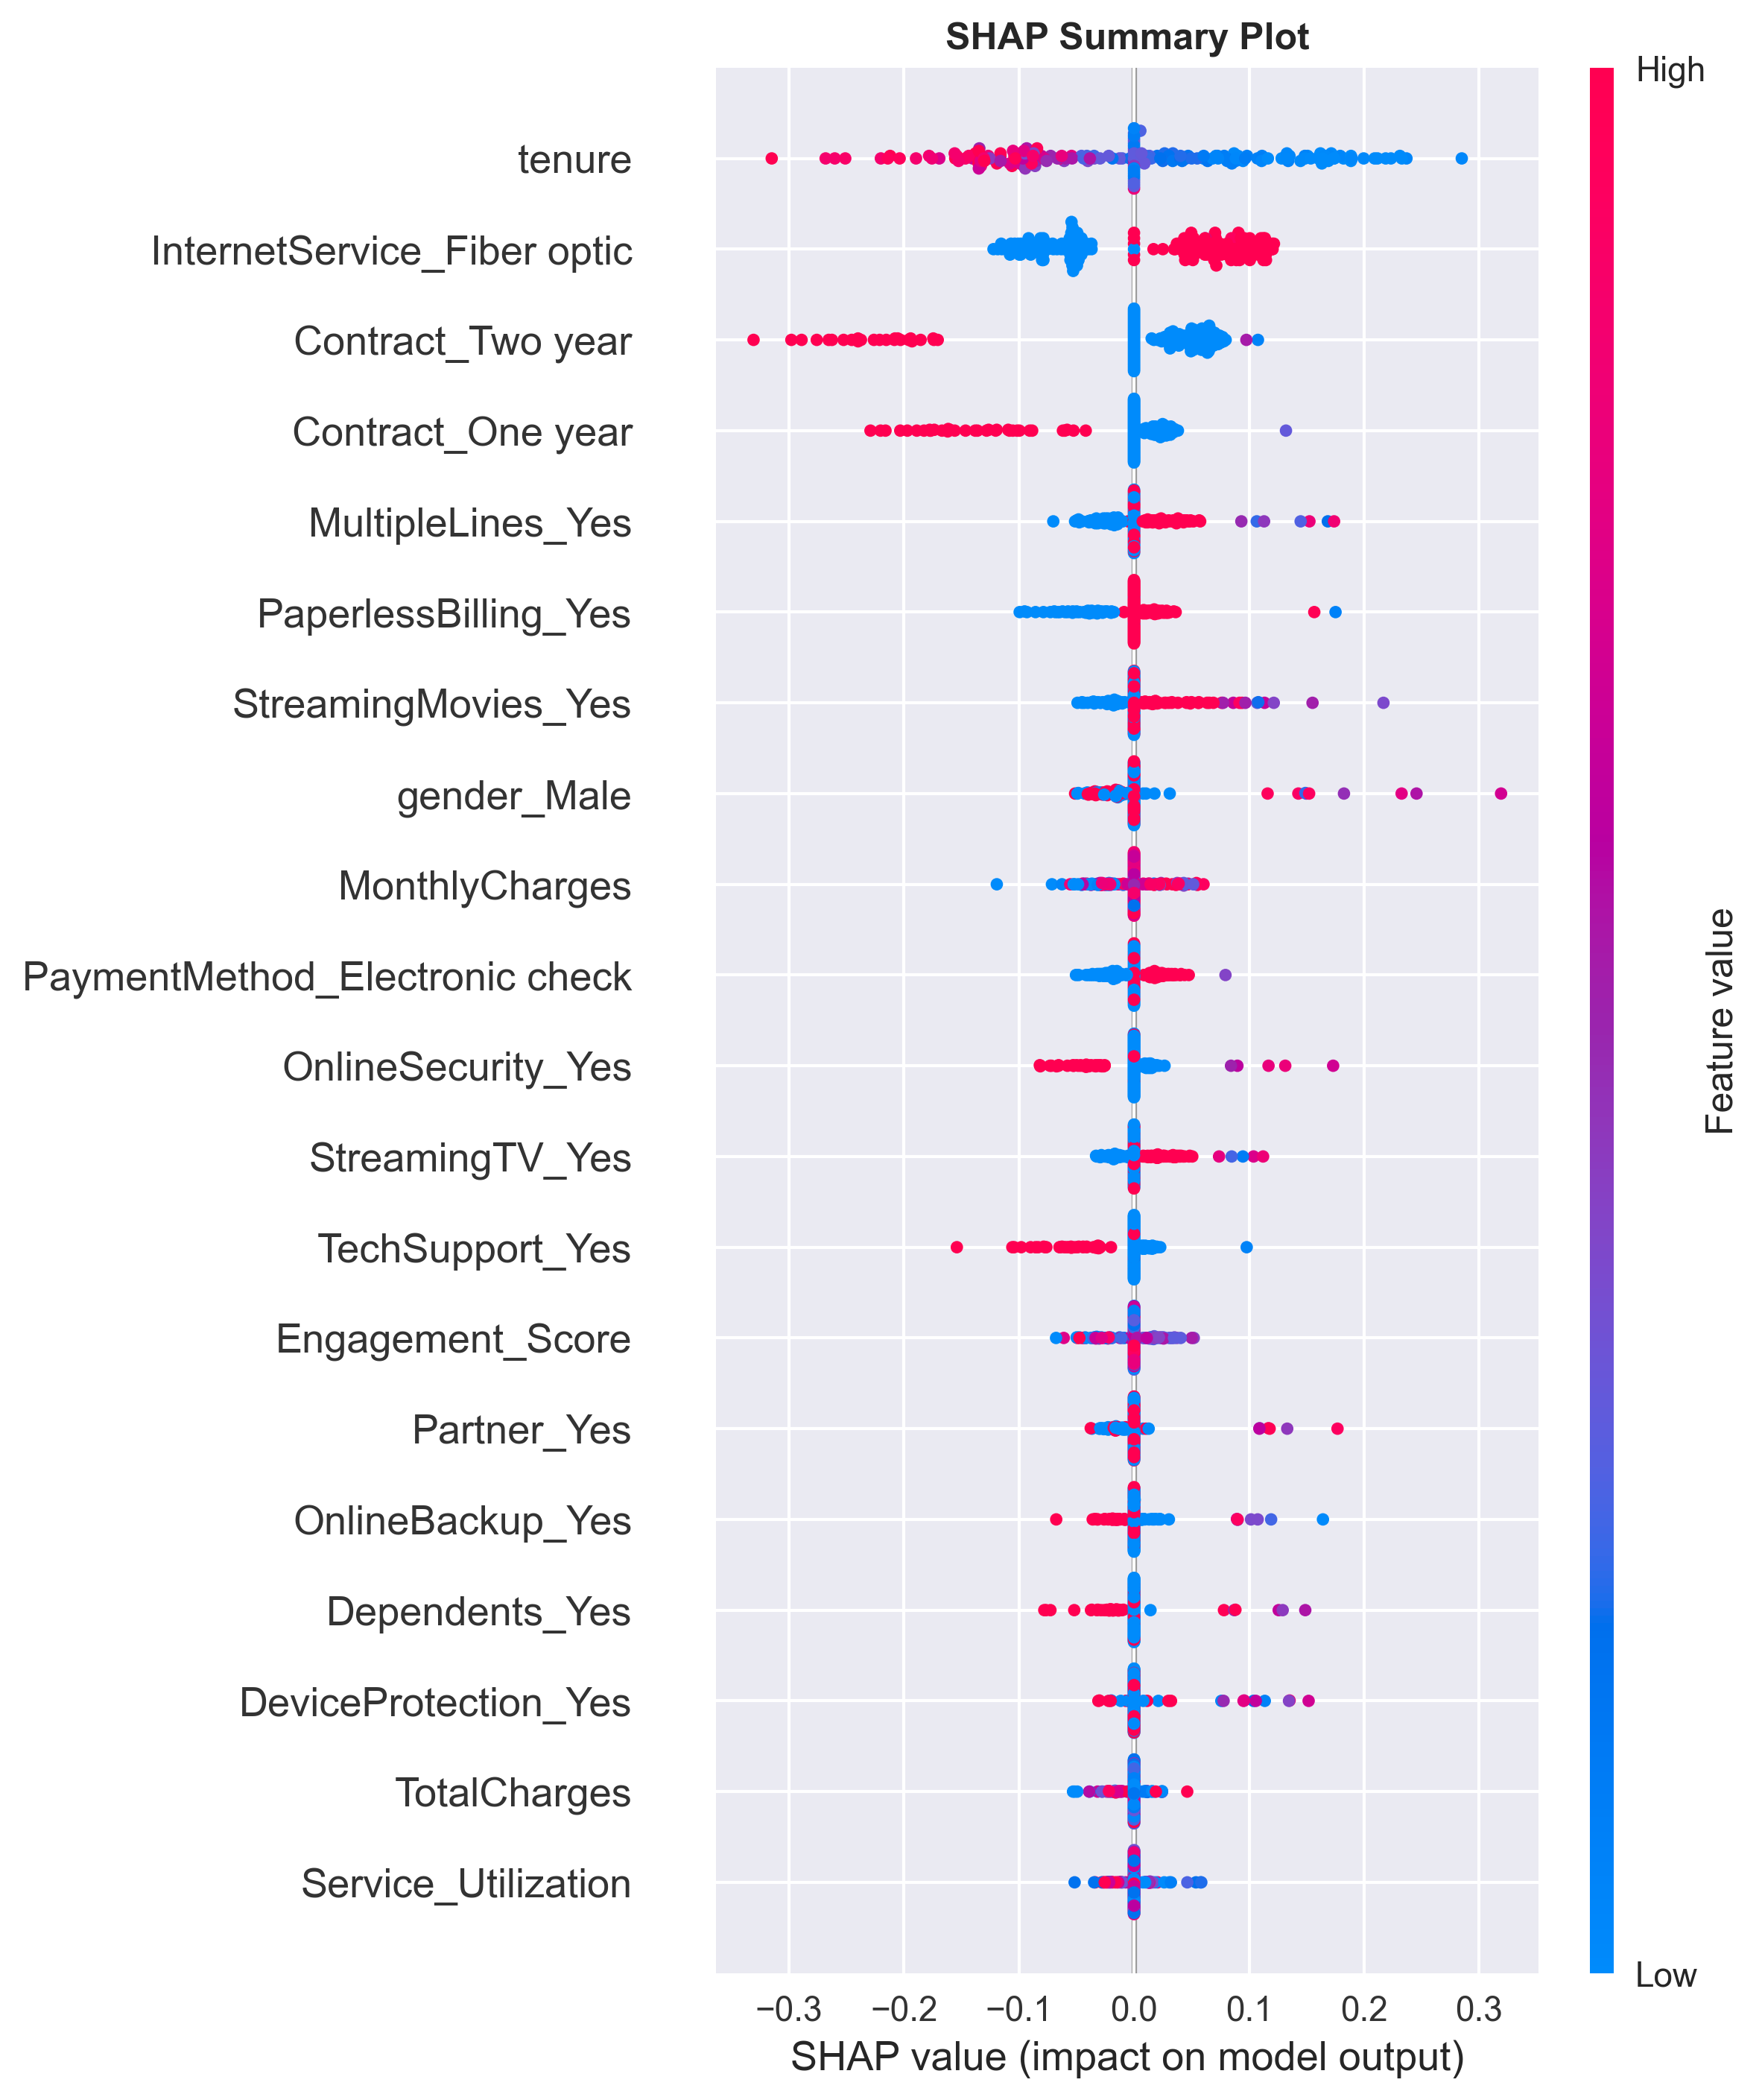 SHAP Summary Plot
High
tenure
InternetService_Fiber optic
Contract_Two year
Contract_One year
MultipleLines_Yes
PaperlessBilling_Yes
StreamingMovies_Yes
gender_Male
MonthlyCharges
PaymentMethod_Electronic check
OnlineSecurity_Yes
StreamingTV_Yes
TechSupport_Yes
Engagement_Score
Partner_Yes
OnlineBackup_Yes
Dependents_Yes
DeviceProtection_Yes
TotalCharges
Service_Utilization
Feature value
Low
−0.3 −0.2 −0.1 0.0 0.1 0.2 0.3
SHAP value (impact on model output)